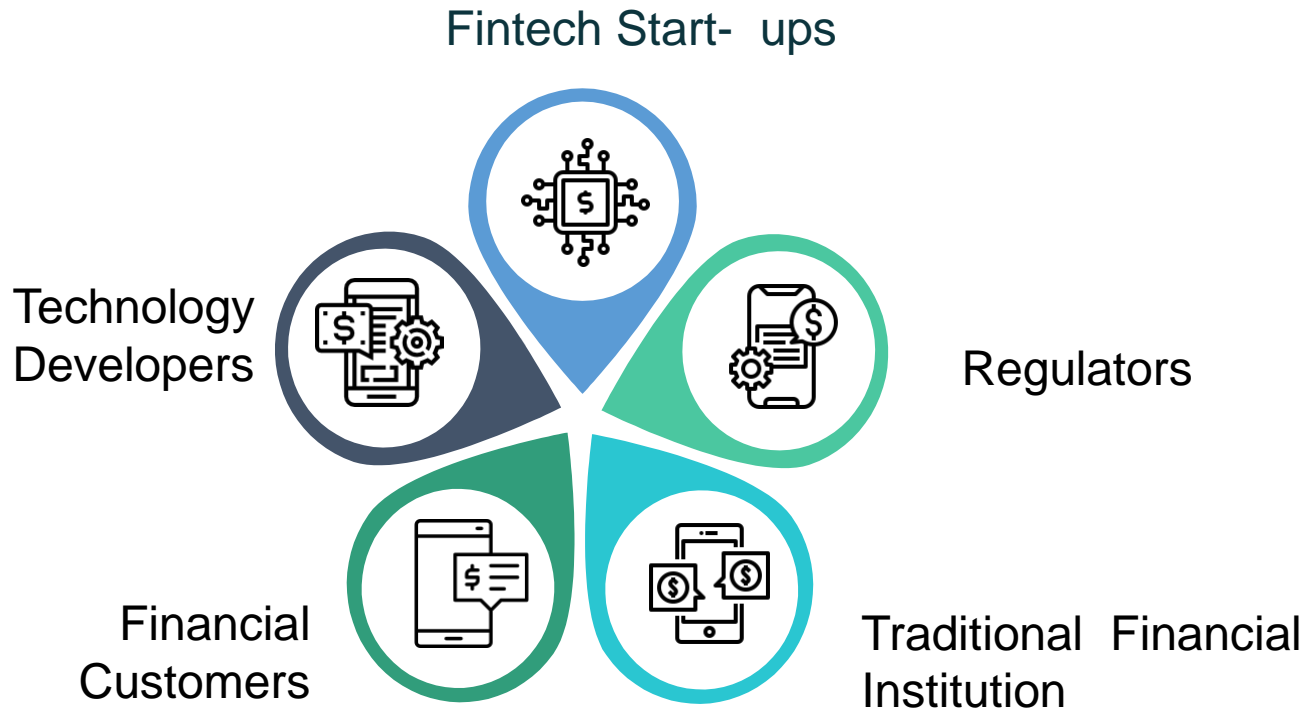 Fintech Start-  ups
Technology
Developers
Regulators
Financial
Customers
Traditional  Financial
Institution
$
$
$
$
$
$